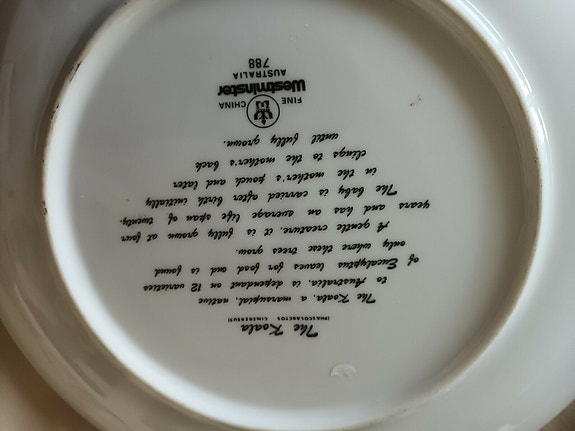 The Koala
(PHASCOLARCTOS CINEREUS)
The Koala, a marsupial, native
to Australia, is dependant on 12 varieties
of Eucalyptus leaves for food and is found
only where these trees grow.
A gentle creature, it is fully grown at four
years and has an average life span of twenty.
The baby is carried after birth initially
in the mother's pouch and later
clings to the mother's back
until fully grown.
FINE CHINA
Westminster
AUSTRALIA
788